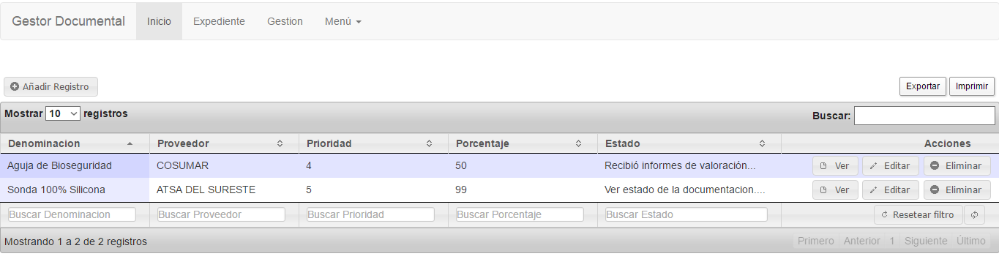 Gestor Documental Inicio Expediente Gestion Menú
Añadir Registro Exportar Imprimir
Mostrar 10 registros Buscar:
Denominacion Proveedor Prioridad Porcentaje Estado Acciones
Aguja de Bioseguridad COSUMAR 4 50 Recibió informes de valoración... Ver Editar Eliminar
Sonda 100% Silicona ATSA DEL SURESTE 5 99 Ver estado de la documentacion.... Ver Editar Eliminar
Buscar Denominacion Buscar Proveedor Buscar Prioridad Buscar Porcentaje Buscar Estado Resetear filtro
Mostrando 1 a 2 de 2 registros Primero Anterior 1 Siguiente Último